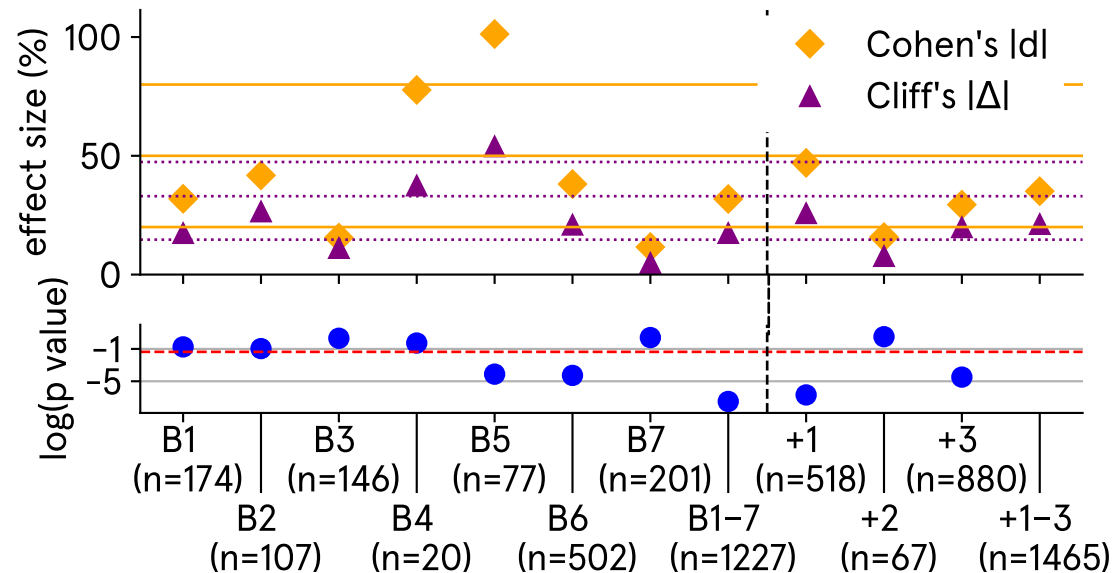 effect size (%)
100
50
0
Cohen's |d|
Cliff's |Δ|
log(p value)
−1
−5
B1
(n=174)
B2
(n=107)
B3
(n=146)
B4
(n=20)
B5
(n=77)
B6
(n=502)
B7
(n=201)
B1–7
(n=1227)
+1
(n=518)
+2
(n=67)
+3
(n=880)
+1–3
(n=1465)